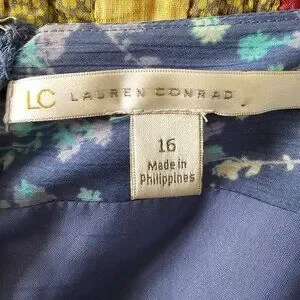 LC LAUREN CONRAD
16
Made in
Philippines